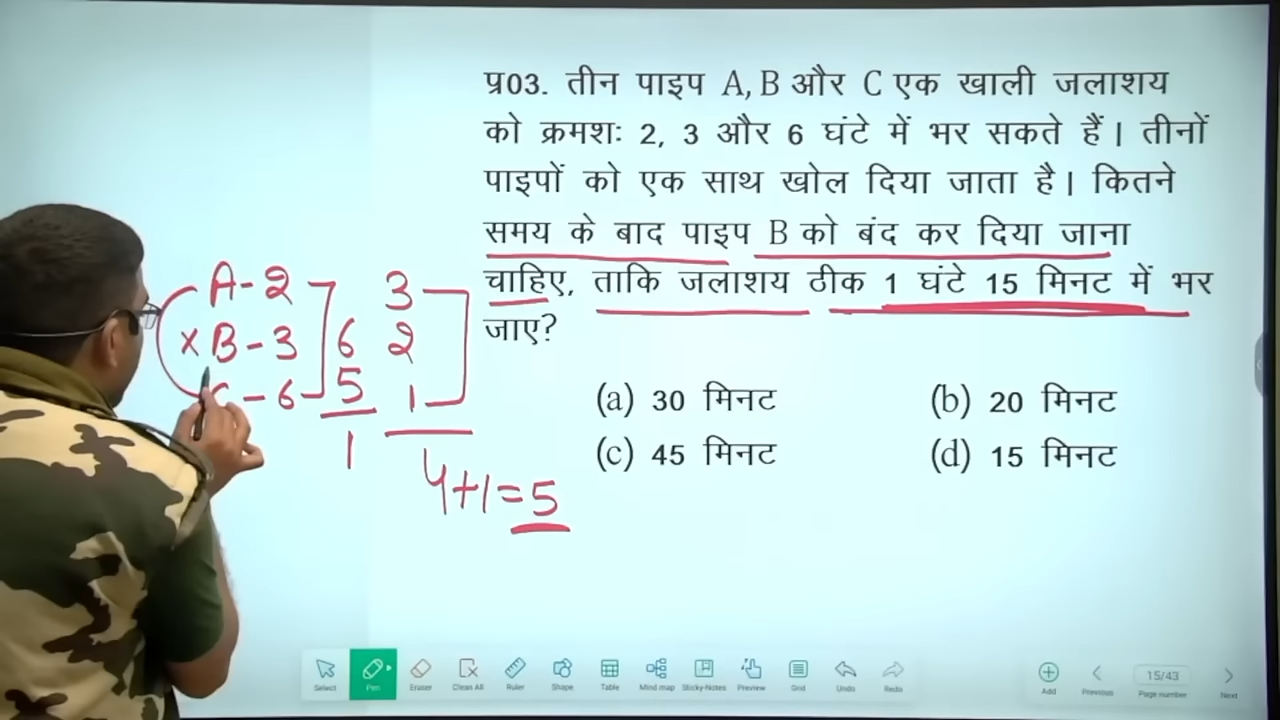 प्र03. तीन पाइप A, B और C एक खाली जलाशय
को क्रमशः 2, 3 और 6 घंटे में भर सकते हैं। तीनों
पाइपों को एक साथ खोल दिया जाता है। कितने
समय के बाद पाइप B को बंद कर दिया जाना
चाहिए, ताकि जलाशय ठीक 1 घंटे 15 मिनट में भर
जाए?
(a) 30 मिनट (b) 20 मिनट
(c) 45 मिनट (d) 15 मिनट
A-2 3
×B-3 6 2
-6 5 1
1
4+1=5
Select Pen Eraser Clean All Ruler Shape Table Mind map Sticky-Notes Preview Grid Undo Redo Add Previous 15/43 Page number Next